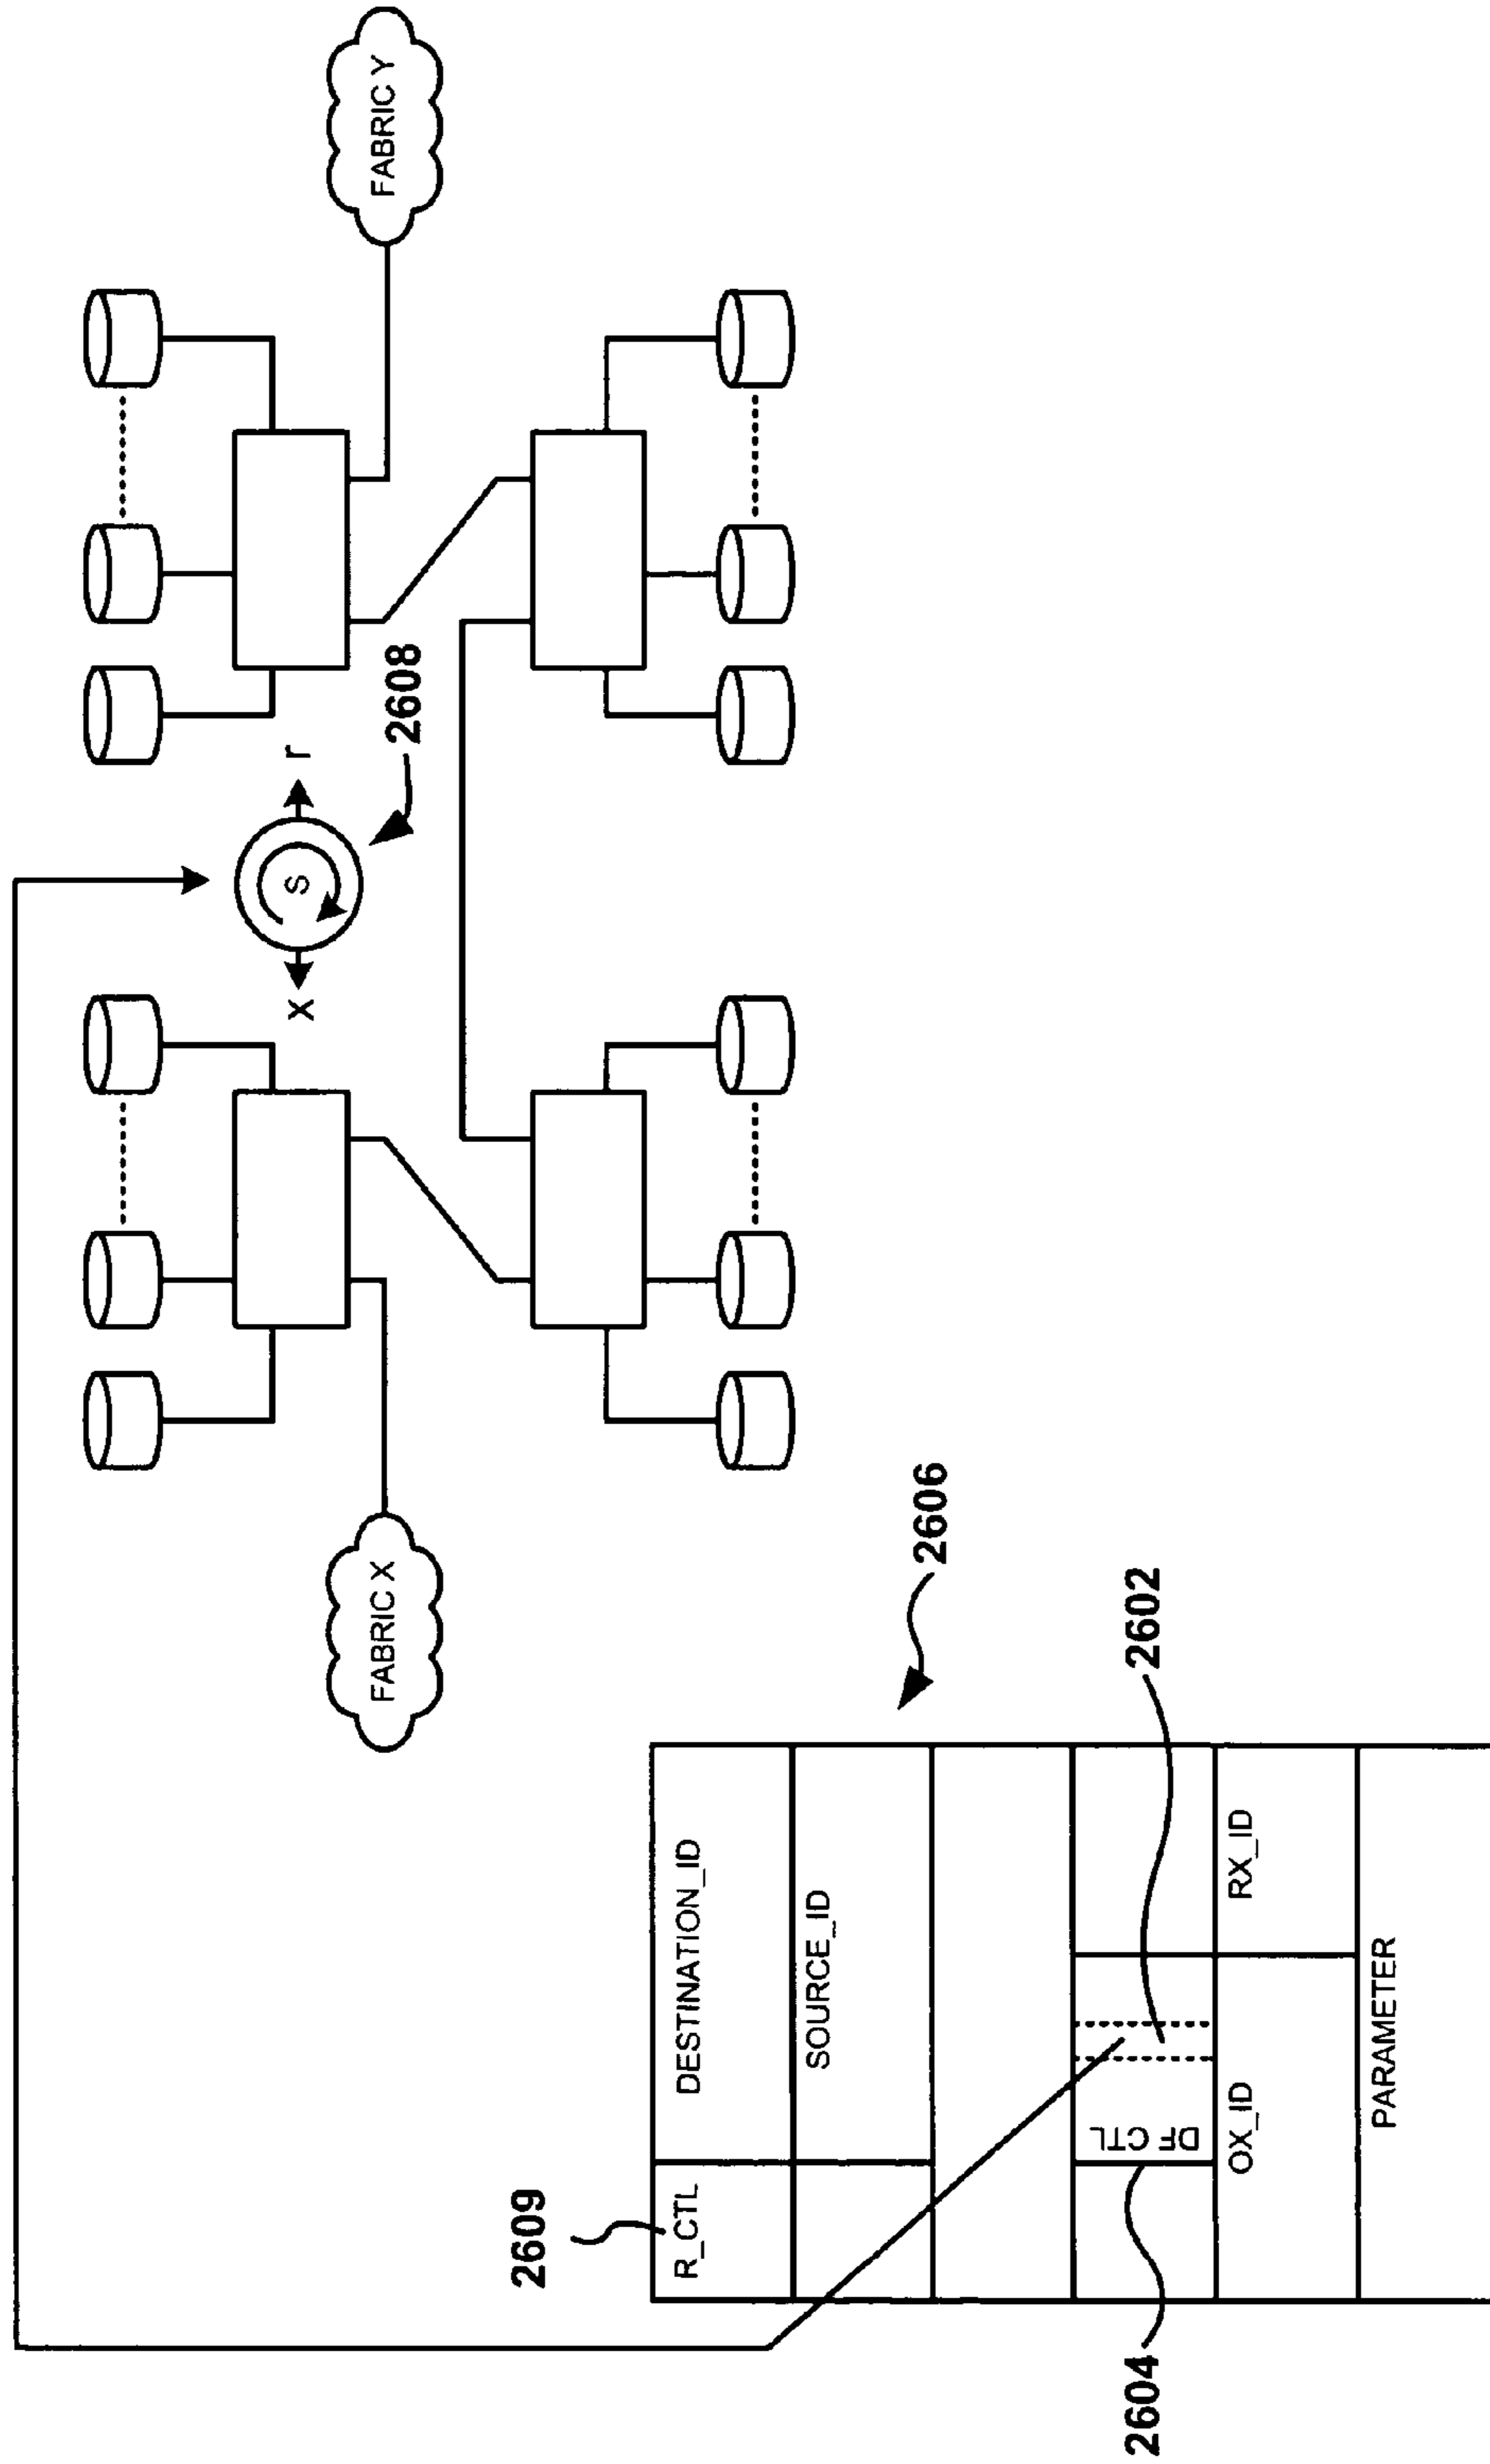 FABRIC X
FABRIC Y
X
S
r
2608
2606
2609
R_CTL
DESTINATION_ID
SOURCE_ID
DF CTL
2602
2604
OX_ID
RX_ID
PARAMETER